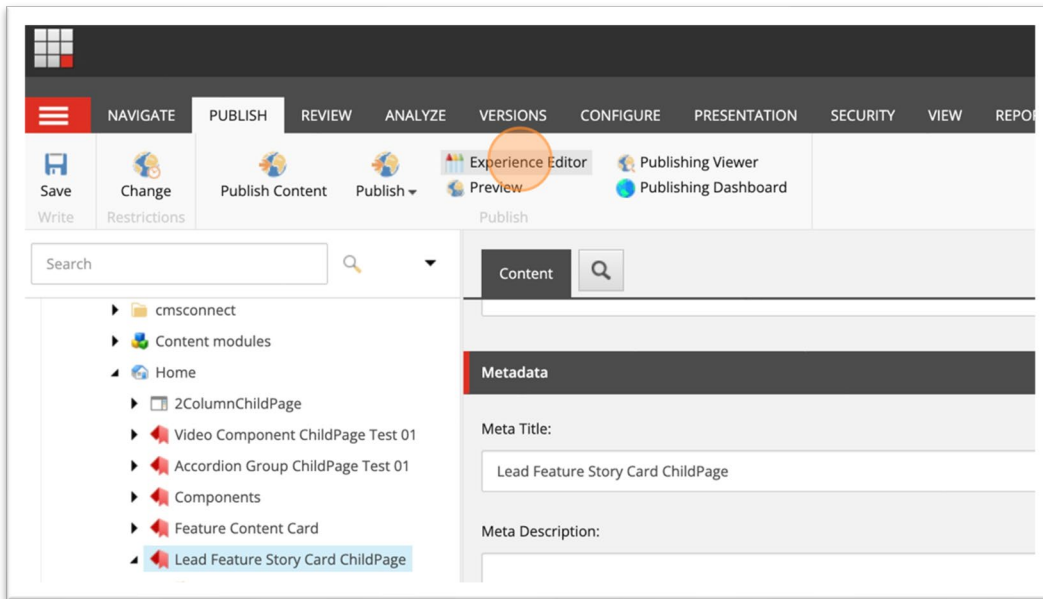 NAVIGATE PUBLISH REVIEW ANALYZE VERSIONS CONFIGURE PRESENTATION SECURITY VIEW
Experience Editor Publishing Viewer
Save Change Publish Content Publish Preview Publishing Dashboard
Write Restrictions Publish
Search
Content
cmsconnect
Content modules
Home
Metadata
2ColumnChildPage
Meta Title:
Video Component ChildPage Test 01
Accordion Group ChildPage Test 01
Lead Feature Story Card ChildPage
Components
Feature Content Card
Meta Description:
Lead Feature Story Card ChildPage